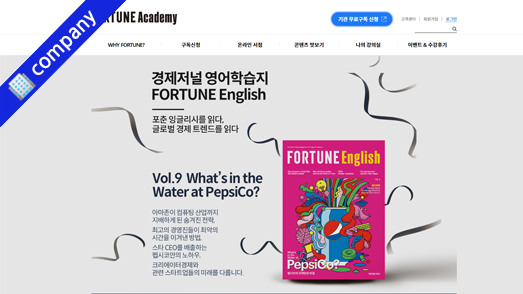 company
FORTUNE Academy
기관 무료구독 신청
고객센터
회원가입
로그인
WHY FORTUNE?
구독신청
온라인 서점
콘텐츠 맛보기
나의 강의실
이벤트 & 수강후기
경제저널 영어학습지
FORTUNE English
포춘 잉글리시를 읽다,
글로벌 경제 트렌드를 읽다
Vol.9 What's in the
Water at PepsiCo?
아마존이 컴퓨팅 산업까지
지배하게 된 숨겨진 전략.
최고의 경영진들이 최악의
시간을 이겨낸 방법.
스타 CEO를 배출하는
펩시코만의 노하우.
크리에이터경제와
관련 스타트업들의 미래를 다룹니다.
FORTUNE English
PepsiCo?